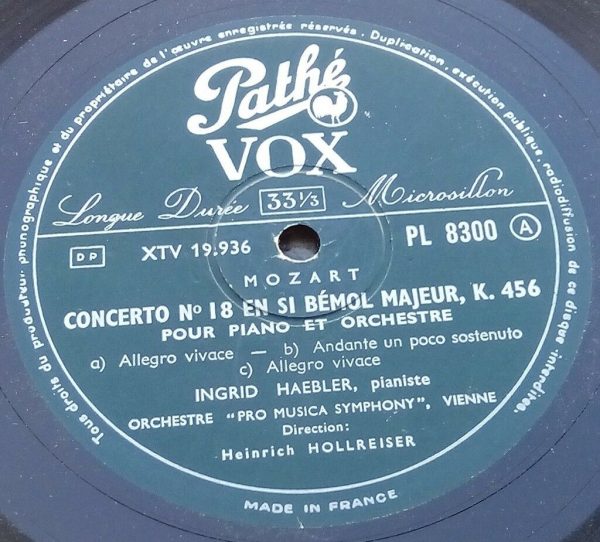 Tous droits du producteur phonographique et du propriétaire de l'œuvre enregistrée réservés. Duplication, exécution publique, radiodiffusion de ce disque interdites.
Pathé
VOX
Longue Durée 33 1/3 Microsillon
DP XTV 19.936 PL 8300 A
MOZART
CONCERTO No 18 EN SI BÉMOL MAJEUR, K. 456
POUR PIANO ET ORCHESTRE
a) Allegro vivace — b) Andante un poco sostenuto
c) Allegro vivace
INGRID HAEBLER, pianiste
ORCHESTRE "PRO MUSICA SYMPHONY", VIENNE
Direction:
Heinrich HOLLREISER
MADE IN FRANCE